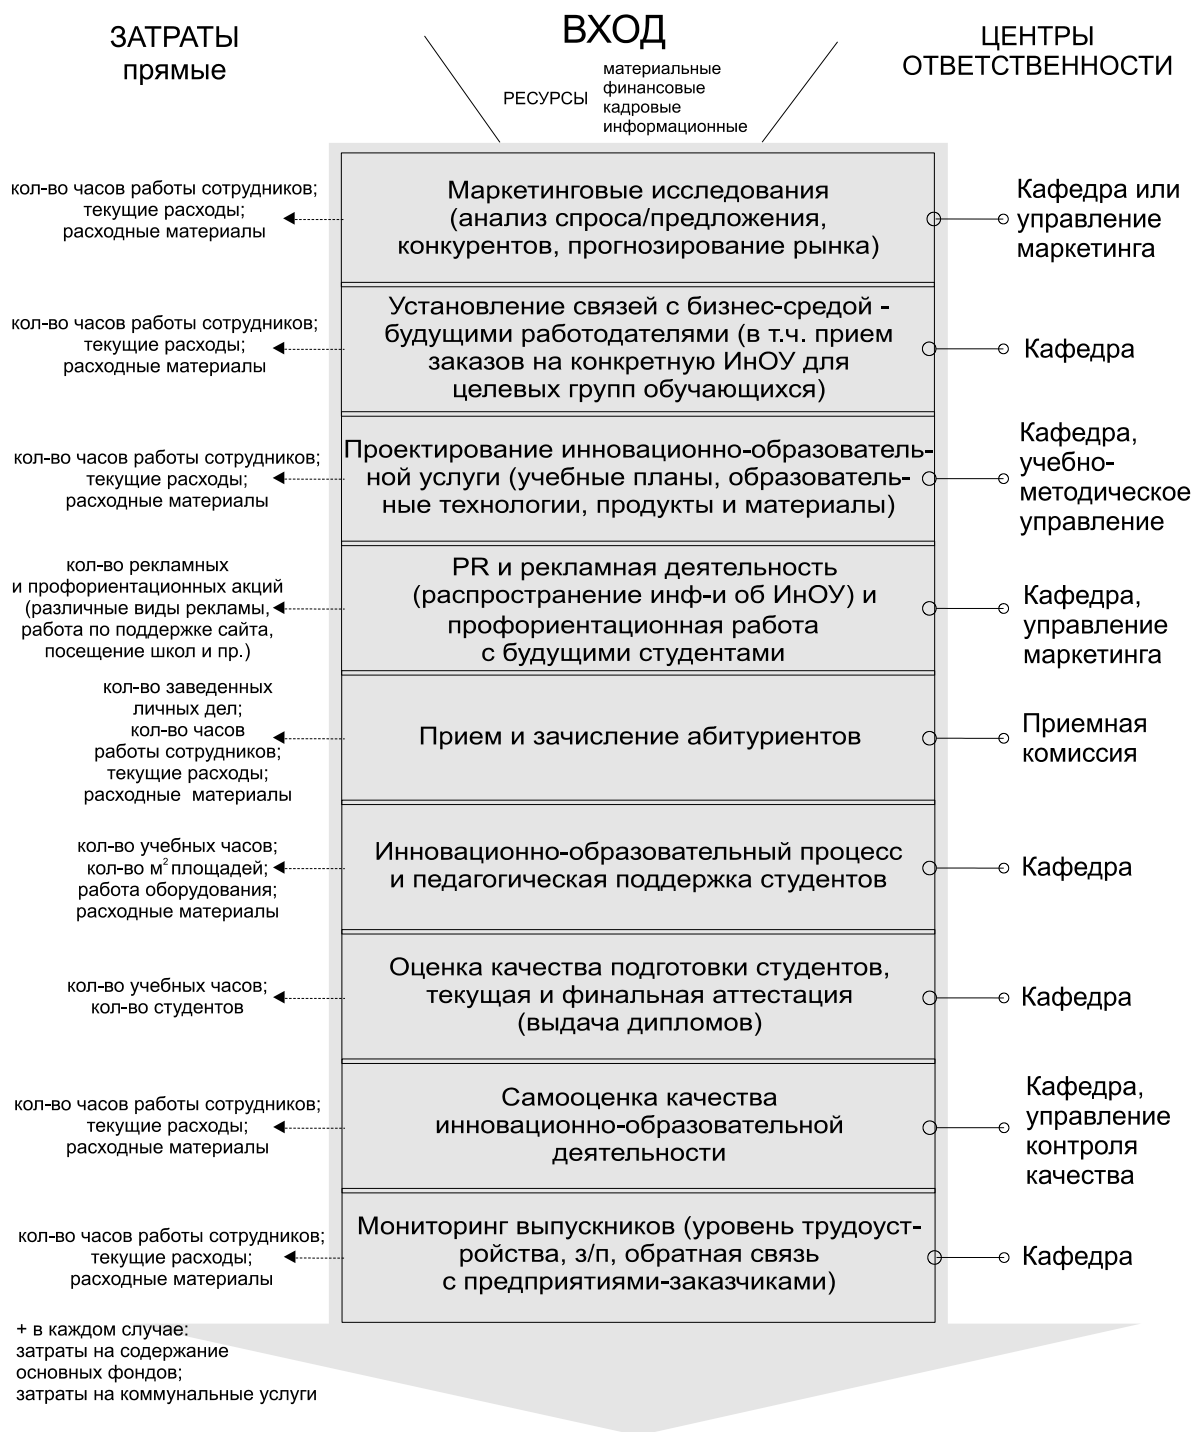 ЗАТРАТЫ
прямые
ВХОД
РЕСУРСЫ
материальные
финансовые
кадровые
информационные
ЦЕНТРЫ
ОТВЕТСТВЕННОСТИ
кол-во часов работы сотрудников;
текущие расходы;
расходные материалы
Маркетинговые исследования
(анализ спроса/предложения,
конкурентов, прогнозирование рынка)
Кафедра или
управление
маркетинга
кол-во часов работы сотрудников;
текущие расходы;
расходные материалы
Установление связей с бизнес-средой -
будущими работодателями (в т.ч. прием
заказов на конкретную ИнОУ для
целевых групп обучающихся)
Кафедра
кол-во часов работы сотрудников;
текущие расходы;
расходные материалы
Проектирование инновационно-образователь-
ной услуги (учебные планы, образователь-
ные технологии, продукты и материалы)
Кафедра,
учебно-
методическое
управление
кол-во рекламных
и профориентационных акций
(различные виды рекламы,
работа по поддержке сайта,
посещение школ и пр.)
PR и рекламная деятельность
(распространение инф-и об ИнОУ) и
профориентационная работа
с будущими студентами
Кафедра,
управление
маркетинга
кол-во заведенных
личных дел;
кол-во часов
работы сотрудников;
текущие расходы;
расходные материалы
Прием и зачисление абитуриентов
Приемная
комиссия
кол-во учебных часов;
кол-во м² площадей;
работа оборудования;
расходные материалы
Инновационно-образовательный процесс
и педагогическая поддержка студентов
Кафедра
кол-во учебных часов;
кол-во студентов
Оценка качества подготовки студентов,
текущая и финальная аттестация
(выдача дипломов)
Кафедра
кол-во часов работы сотрудников;
текущие расходы;
расходные материалы
Самооценка качества
инновационно-образовательной
деятельности
Кафедра,
управление
контроля
качества
кол-во часов работы сотрудников;
текущие расходы;
расходные материалы
Мониторинг выпускников (уровень трудоуст-
ройства, з/п, обратная связь
с предприятиями-заказчиками)
Кафедра
+ в каждом случае:
затраты на содержание
основных фондов;
затраты на коммунальные услуги